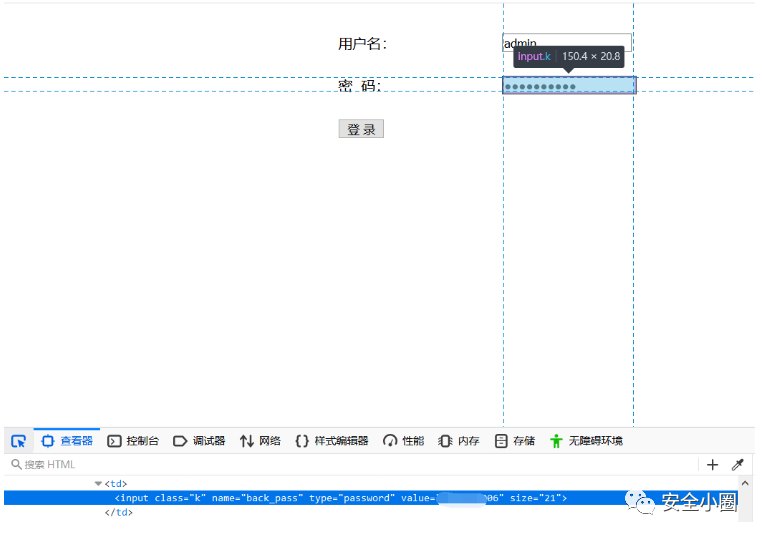 用户名：
admin
input.k 150.4 × 20.8
密 码：
登 录
查看器 控制台 调试器 网络 样式编辑器 性能 内存 存储 无障碍环境
搜索 HTML
<td>
<input class="k" name="back_pass" type="password" value= 06" size="21">
</td>
安全小圈